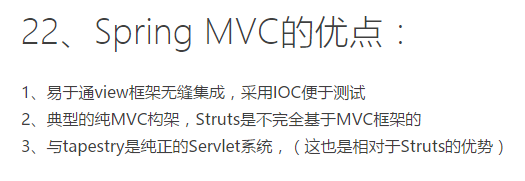 22、Spring MVC的优点：
1、易于通view框架无缝集成，采用IOC便于测试
2、典型的纯MVC构架，Struts是不完全基于MVC框架的
3、与tapestry是纯正的Servlet系统，（这也是相对于Struts的优势）